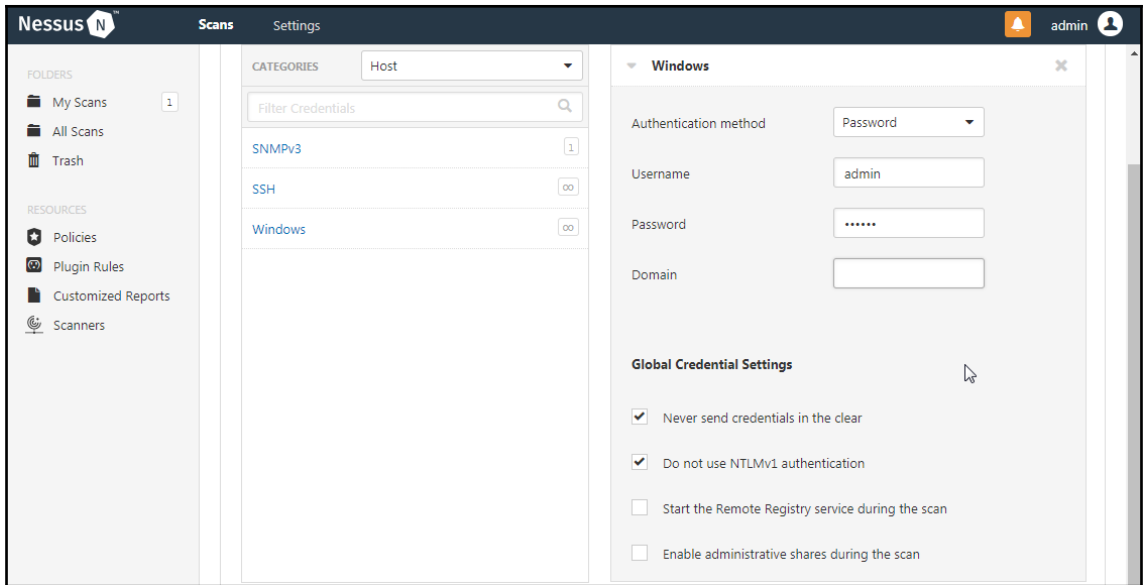 Nessus N ™ Scans Settings admin
FOLDERS
My Scans 1
All Scans
Trash
RESOURCES
Policies
Plugin Rules
Customized Reports
Scanners
CATEGORIES Host
Filter Credentials
SNMPv3 1
SSH ∞
Windows ∞
Windows
Authentication method Password
Username admin
Password ••••••
Domain
Global Credential Settings
Never send credentials in the clear
Do not use NTLMv1 authentication
Start the Remote Registry service during the scan
Enable administrative shares during the scan